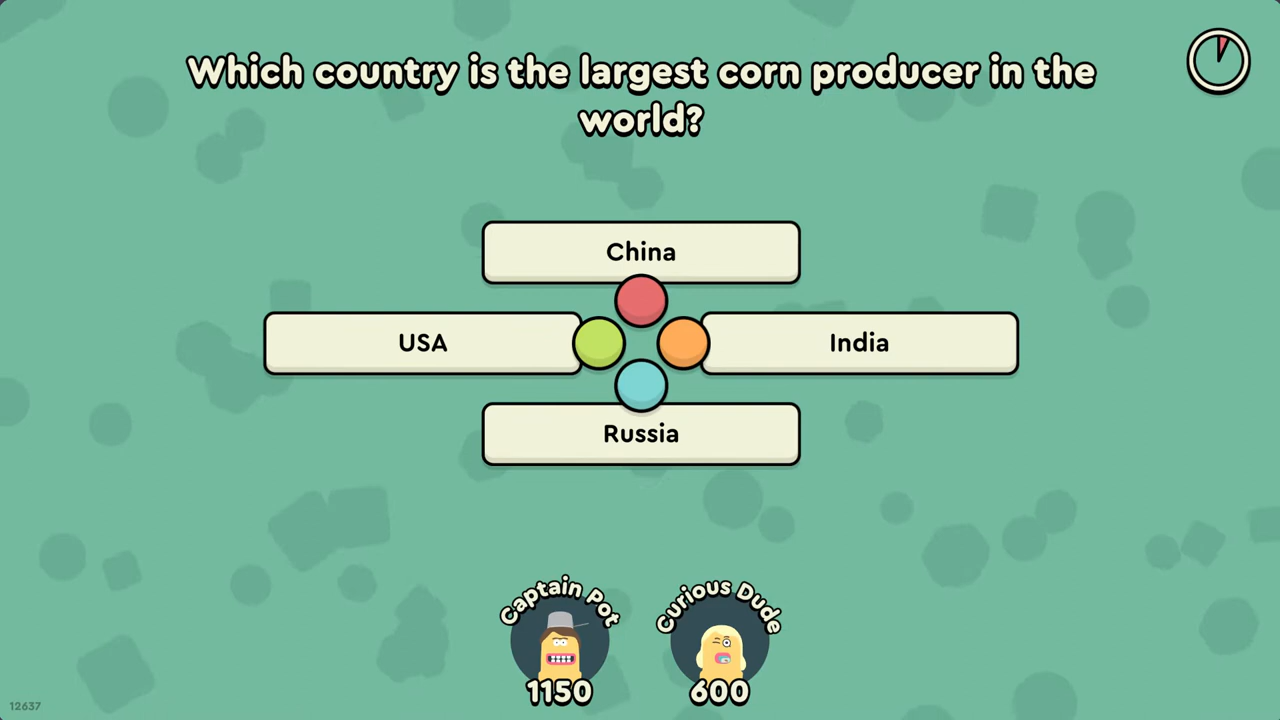 Which country is the largest corn producer in the
world?
China
USA
India
Russia
Captain Pot
Curious Dude
1150
600
12637